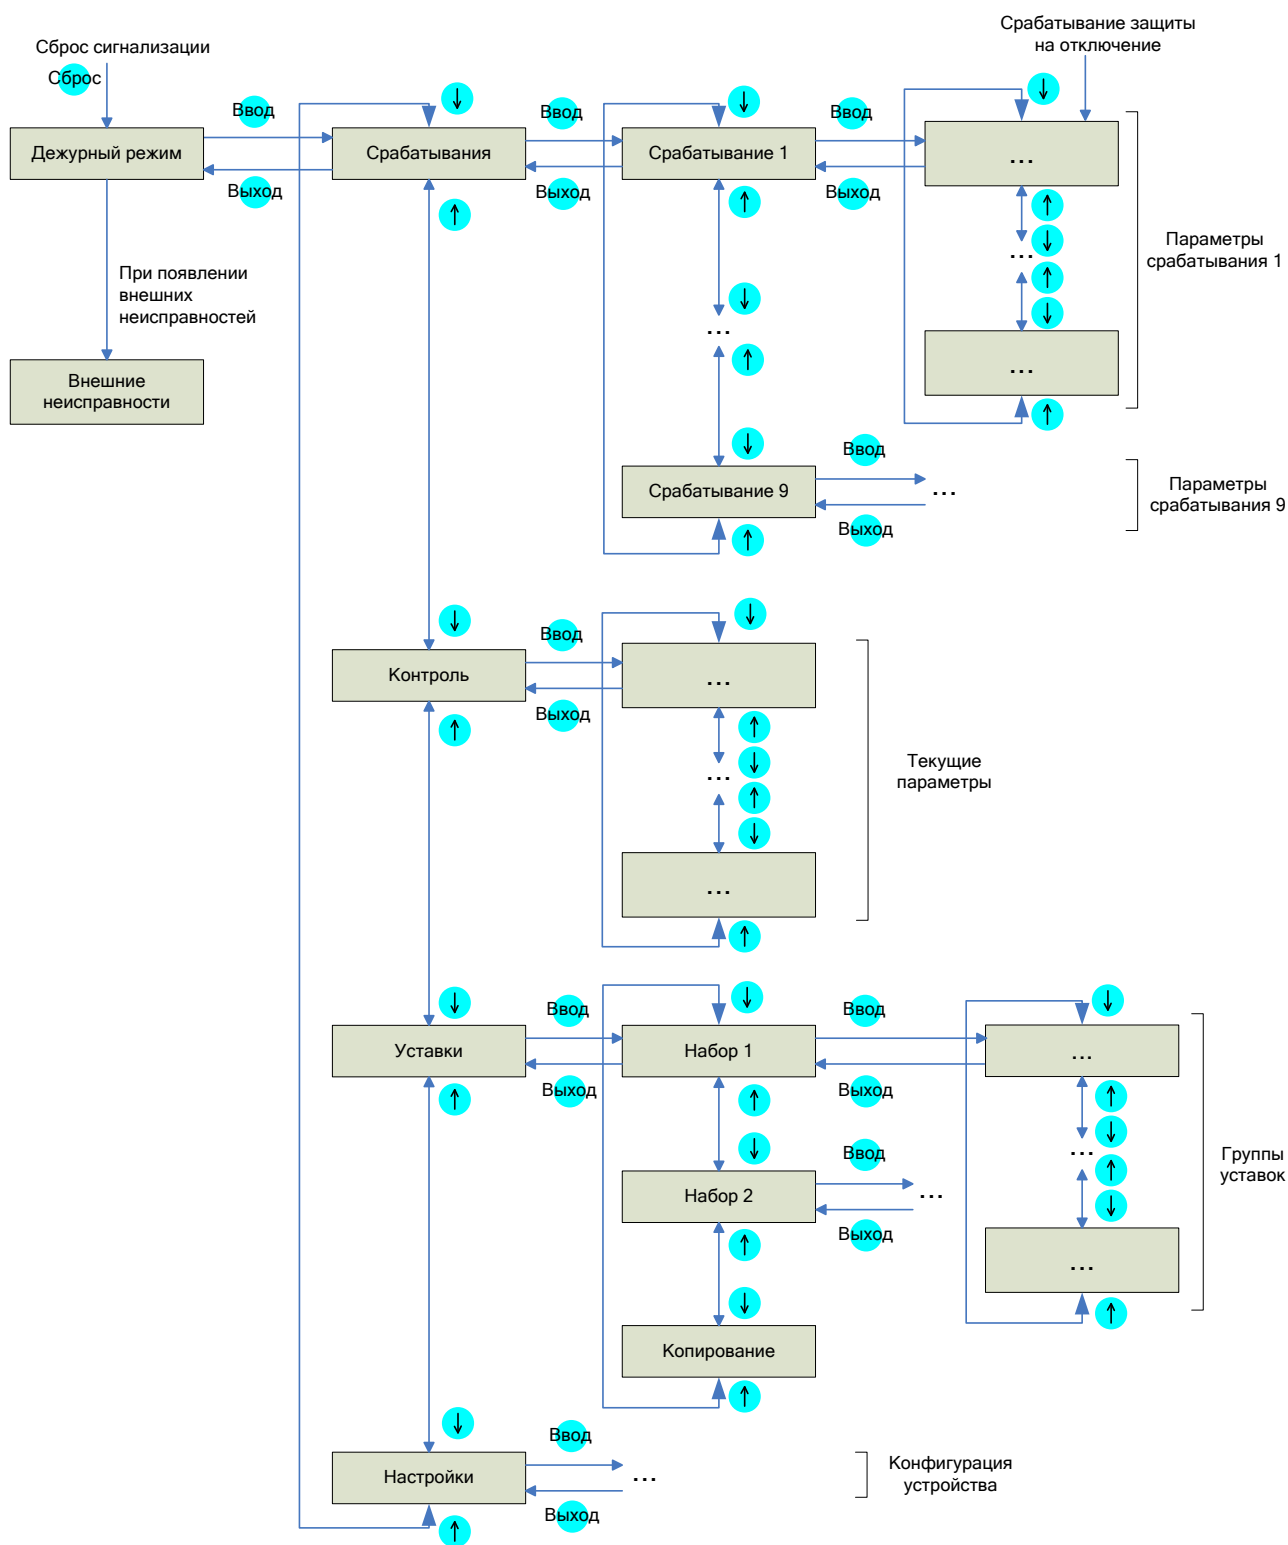 Сброс сигнализации
Сброс
Срабатывание защиты
на отключение
Ввод
Ввод
Ввод
Дежурный режим
Срабатывания
Срабатывание 1
...
Выход
Выход
Выход
Параметры
срабатывания 1
...
При появлении
внешних
неисправностей
...
Внешние
неисправности
...
Ввод
Срабатывание 9
...
Параметры
срабатывания 9
Выход
Ввод
Контроль
...
Выход
Текущие
параметры
...
...
Ввод
Ввод
Уставки
Набор 1
...
Выход
Выход
Ввод
...
Группы
уставок
Набор 2
...
Выход
...
Копирование
Ввод
Настройки
...
Конфигурация
устройства
Выход